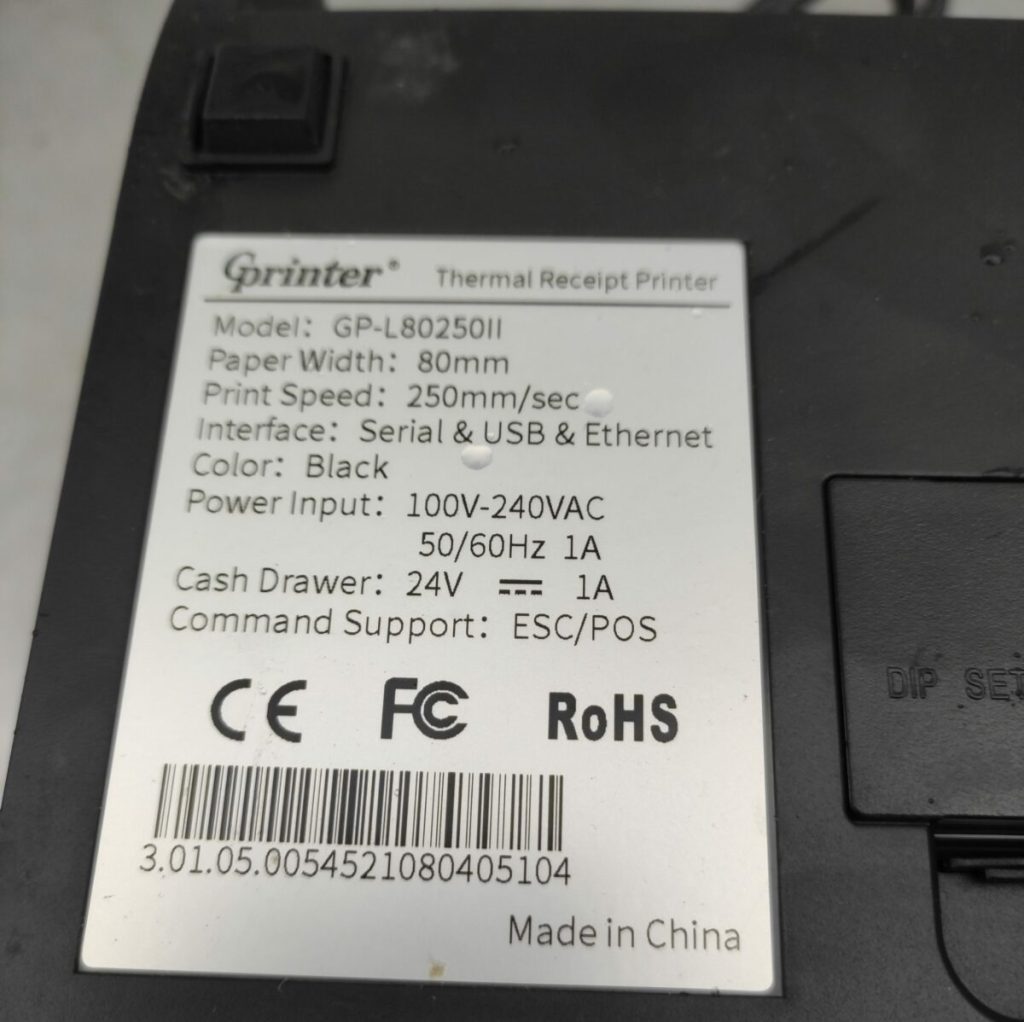 Gprinter® Thermal Receipt Printer
Model: GP-L80250II
Paper Width: 80mm
Print Speed: 250mm/sec
Interface: Serial & USB & Ethernet
Color: Black
Power Input: 100V-240VAC
50/60Hz 1A
Cash Drawer: 24V 1A
Command Support: ESC/POS
CE FC RoHS
3.01.05.0054521080405104
Made in China
DIP SET